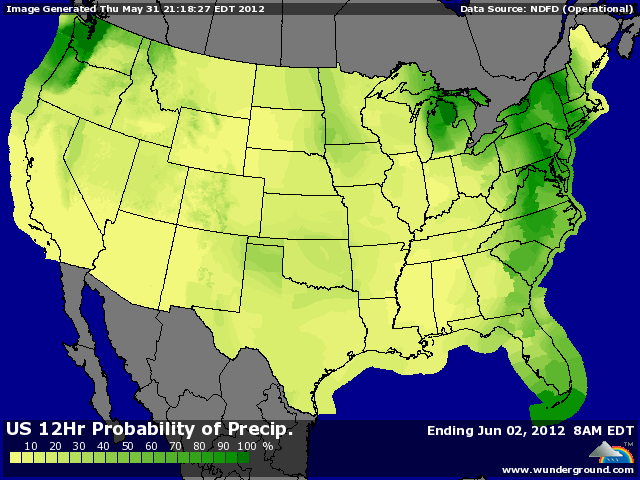 Image Generated Thu May 31 21:18:27 EDT 2012
Data Source: NDFD (Operational)
US 12Hr Probability of Precip.
Ending Jun 02, 2012 8AM EDT
10 20 30 40 50 60 70 80 90 100 %
TM
www.wunderground.com